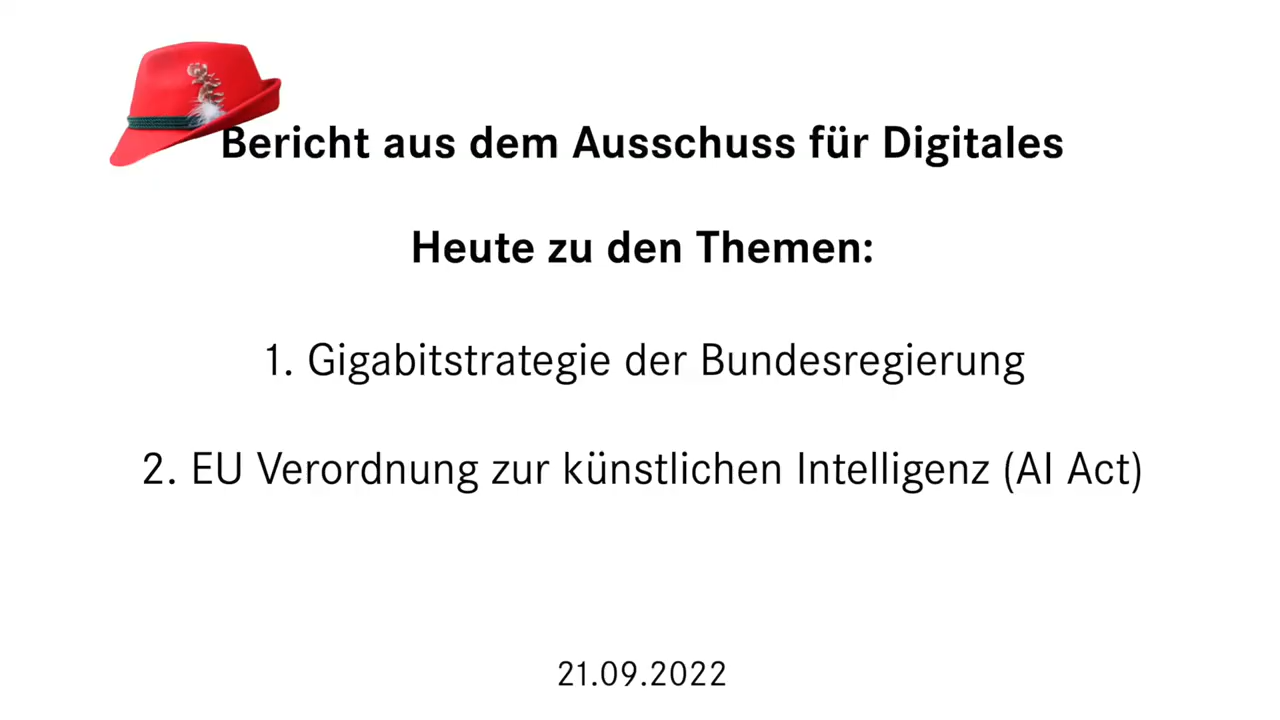 Bericht aus dem Ausschuss für Digitales
Heute zu den Themen:
1. Gigabitstrategie der Bundesregierung
2. EU Verordnung zur künstlichen Intelligenz (AI Act)
21.09.2022